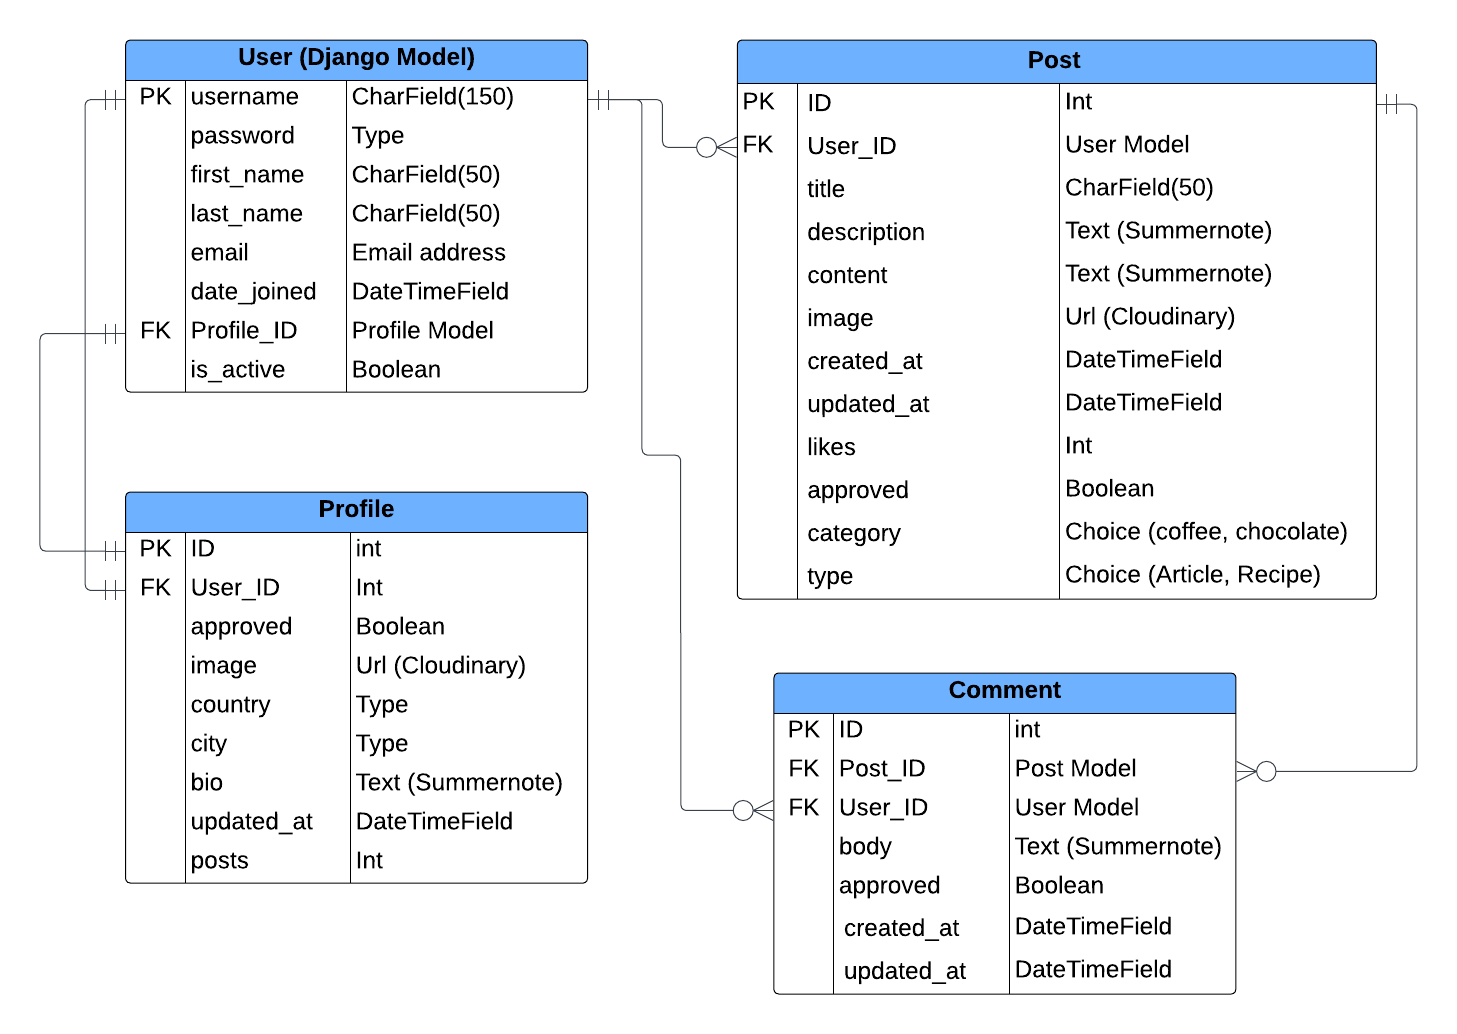 User (Django Model)
PK username CharField(150)
password Type
first_name CharField(50)
last_name CharField(50)
email Email address
date_joined DateTimeField
FK Profile_ID Profile Model
is_active Boolean
Post
PK ID Int
FK User_ID User Model
title CharField(50)
description Text (Summernote)
content Text (Summernote)
image Url (Cloudinary)
created_at DateTimeField
updated_at DateTimeField
likes Int
approved Boolean
category Choice (coffee, chocolate)
type Choice (Article, Recipe)
Profile
PK ID int
FK User_ID Int
approved Boolean
image Url (Cloudinary)
country Type
city Type
bio Text (Summernote)
updated_at DateTimeField
posts Int
Comment
PK ID int
FK Post_ID Post Model
FK User_ID User Model
body Text (Summernote)
approved Boolean
created_at DateTimeField
updated_at DateTimeField